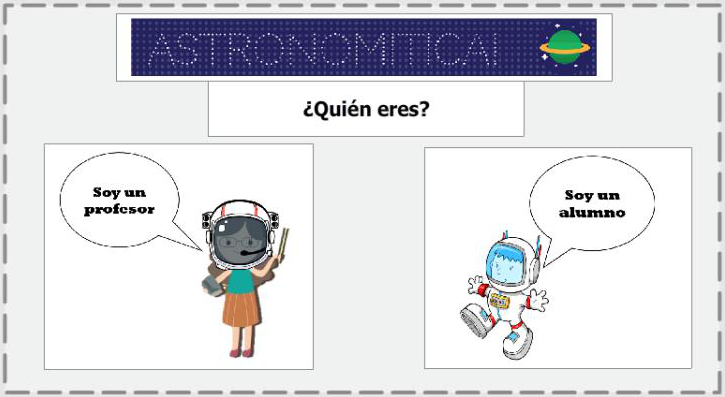 ASTRONOMITICA!
¿Quién eres?
Soy un
profesor
Soy un
alumno